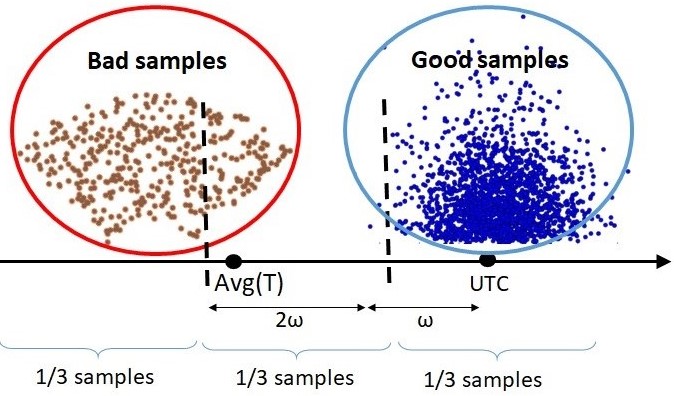 Bad samples
Good samples
Avg(T)
UTC
2ω
ω
1/3 samples
1/3 samples
1/3 samples